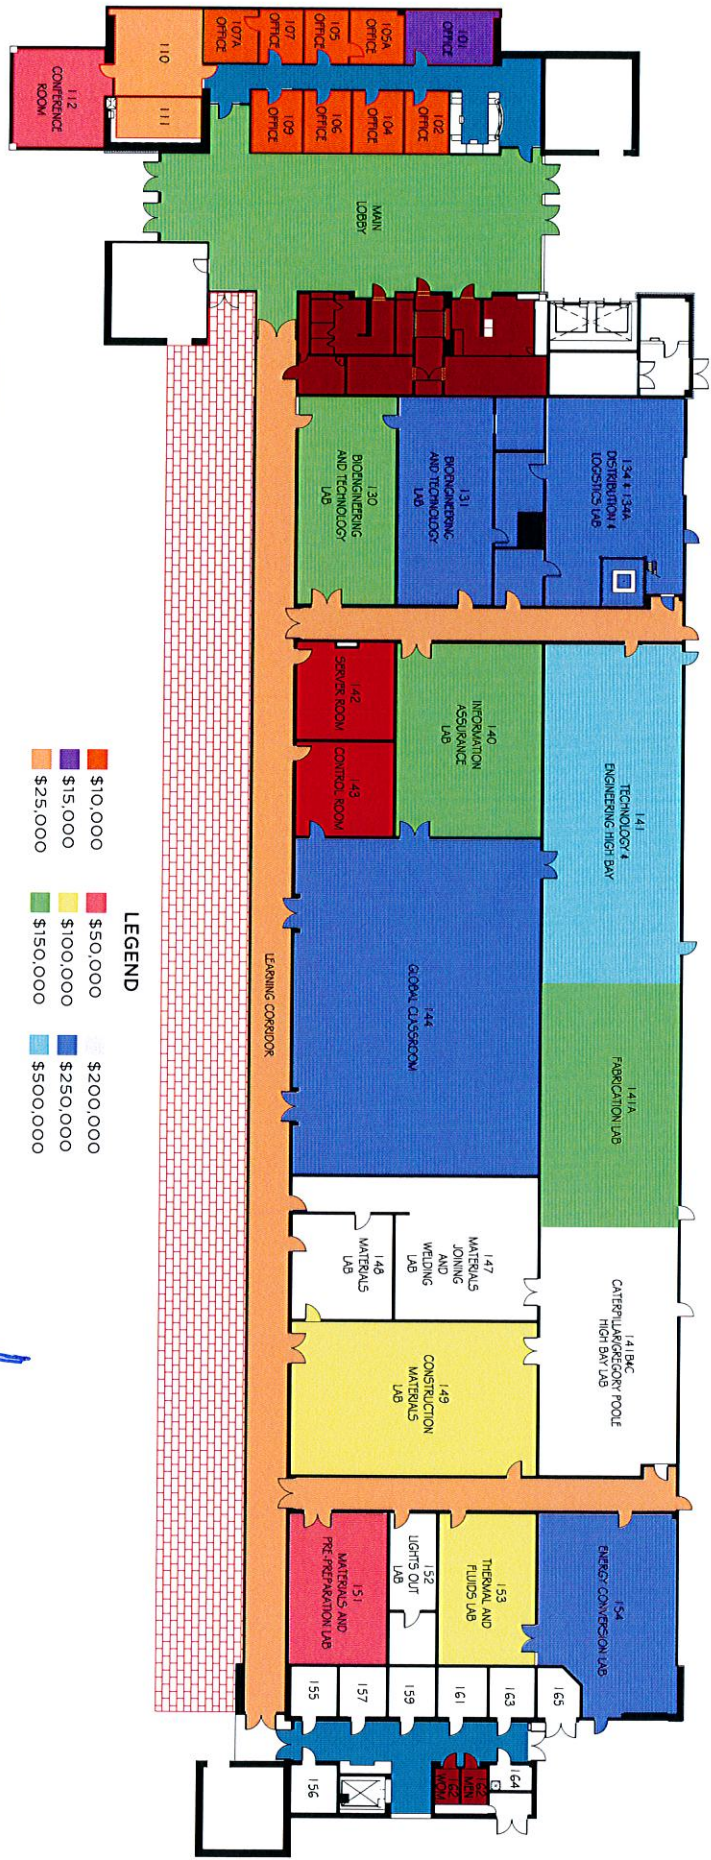 101
OFFICE
105A
OFFICE
105
OFFICE
107
OFFICE
107A
OFFICE
110
111
112
CONFERENCE
ROOM
102
OFFICE
104
OFFICE
106
OFFICE
109
OFFICE
MAIN
LOBBY
134 & 134A
DISTRIBUTION &
LOGISTICS LAB
131
BIOENGINEERING
AND TECHNOLOGY
LAB
130
BIOENGINEERING
AND TECHNOLOGY
LAB
141
TECHNOLOGY &
ENGINEERING HIGH BAY
140
INFORMATION
ASSURANCE
LAB
142
SERVER ROOM
143
CONTROL ROOM
144
GLOBAL CLASSROOM
141A
FABRICATION LAB
LEARNING CORRIDOR
141B&C
CATERPILLAR/GREGORY POOLE
HIGH BAY LAB
147
MATERIALS
JOINING
AND
WELDING
LAB
148
MATERIALS
LAB
149
CONSTRUCTION
MATERIALS
LAB
154
ENERGY CONVERSION LAB
153
THERMAL AND
FLUIDS LAB
152
LIGHTS OUT
LAB
151
MATERIALS AND
PRE-PREPARATION LAB
165
163
161
159
157
155
164
162
MEN
162
WOM
156
LEGEND
$10,000
$15,000
$25,000
$50,000
$100,000
$150,000
$200,000
$250,000
$500,000